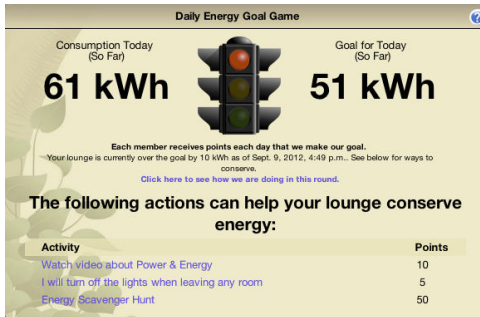 Daily Energy Goal Game
?
Consumption Today
(So Far)
61 kWh
Goal for Today
(So Far)
51 kWh
Each member receives points each day that we make our goal.
Your lounge is currently over the goal by 10 kWh as of Sept. 9, 2012, 4:49 p.m.. See below for ways to
conserve.
Click here to see how we are doing in this round.
The following actions can help your lounge conserve
energy:
Activity Points
Watch video about Power & Energy 10
I will turn off the lights when leaving any room 5
Energy Scavenger Hunt 50